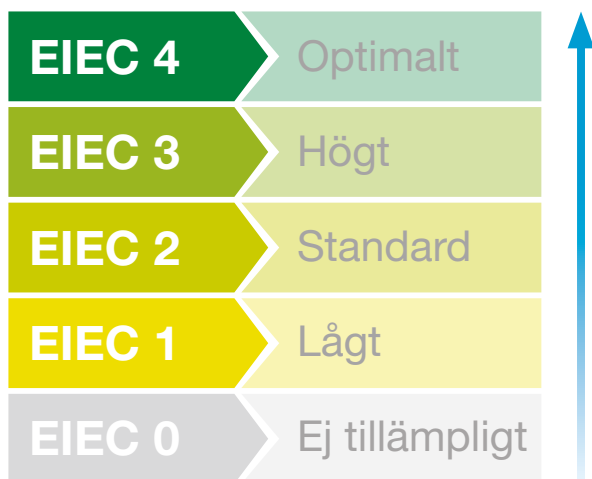 EIEC 4 Optimalt
EIEC 3 Högt
EIEC 2 Standard
EIEC 1 Lågt
EIEC 0 Ej tillämpligt